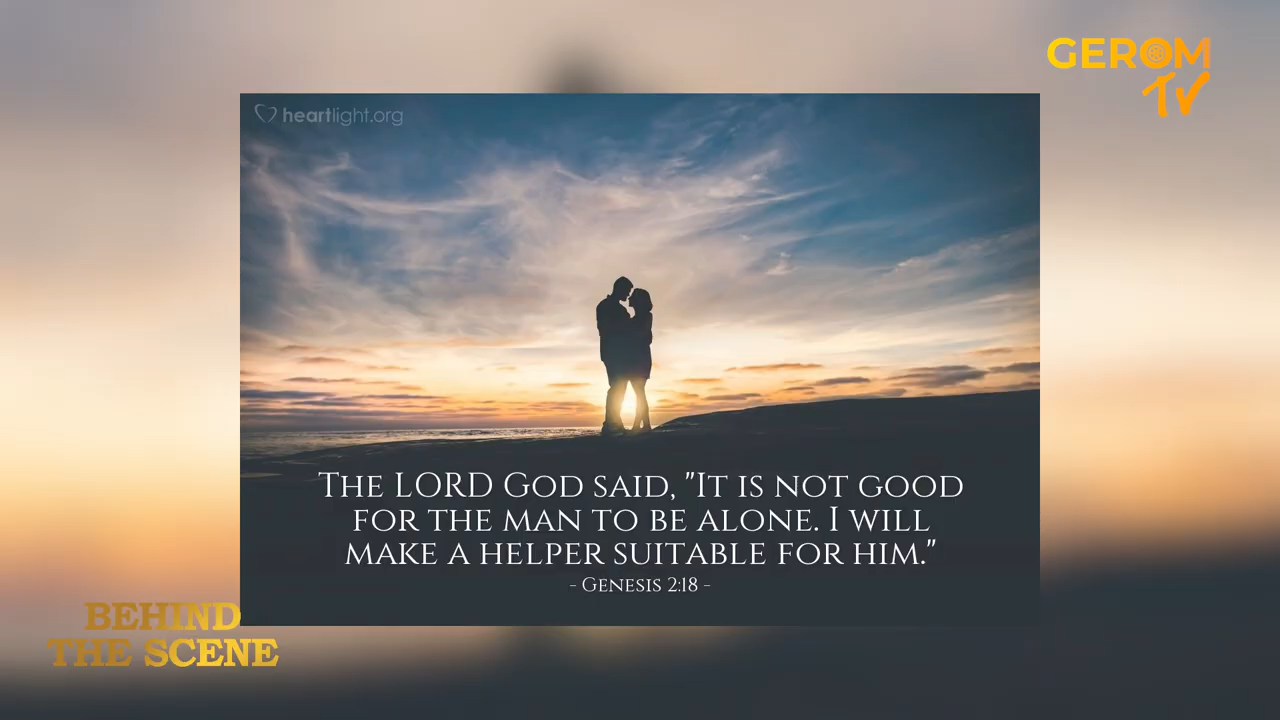 GEROM
TV
heartlight.org
The LORD God said, "It is not good
for the man to be alone. I will
make a helper suitable for him."
- Genesis 2:18 -
BEHIND
THE SCENE